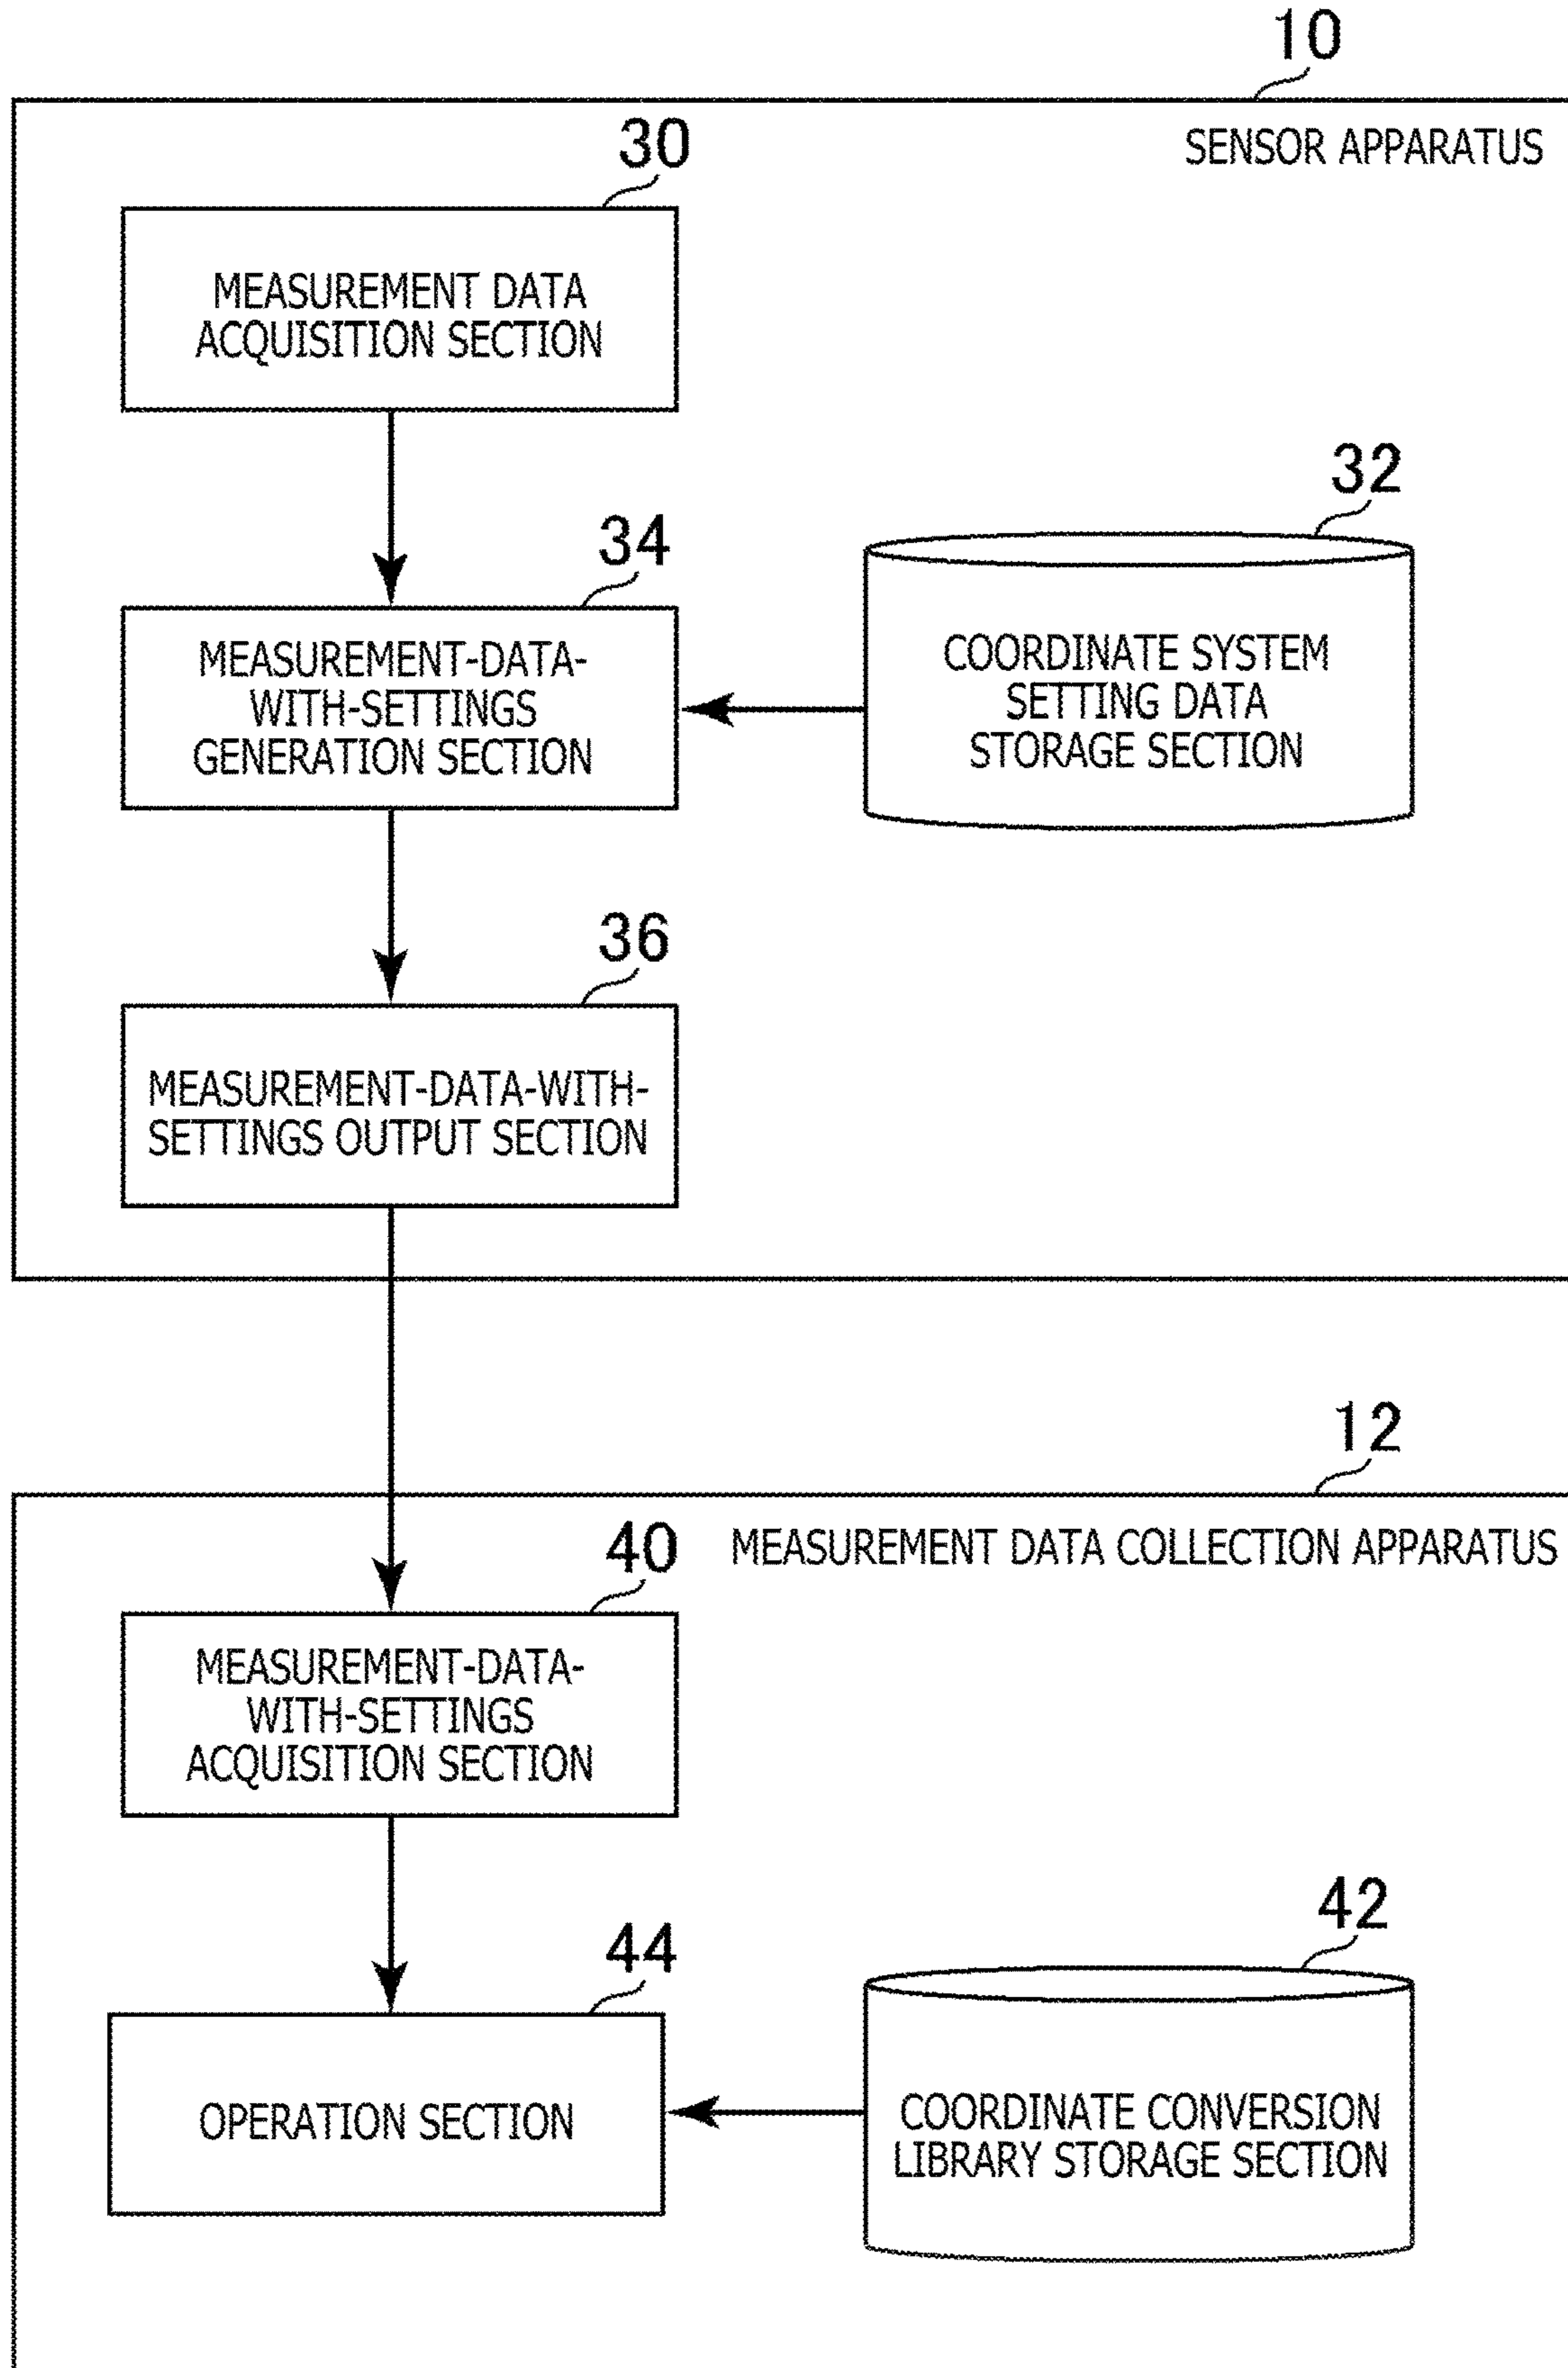 10
SENSOR APPARATUS
30
MEASUREMENT DATA
ACQUISITION SECTION
32
34
MEASUREMENT-DATA-
WITH-SETTINGS
GENERATION SECTION
COORDINATE SYSTEM
SETTING DATA
STORAGE SECTION
36
MEASUREMENT-DATA-WITH-
SETTINGS OUTPUT SECTION
12
MEASUREMENT DATA COLLECTION APPARATUS
40
MEASUREMENT-DATA-
WITH-SETTINGS
ACQUISITION SECTION
42
44
OPERATION SECTION
COORDINATE CONVERSION
LIBRARY STORAGE SECTION